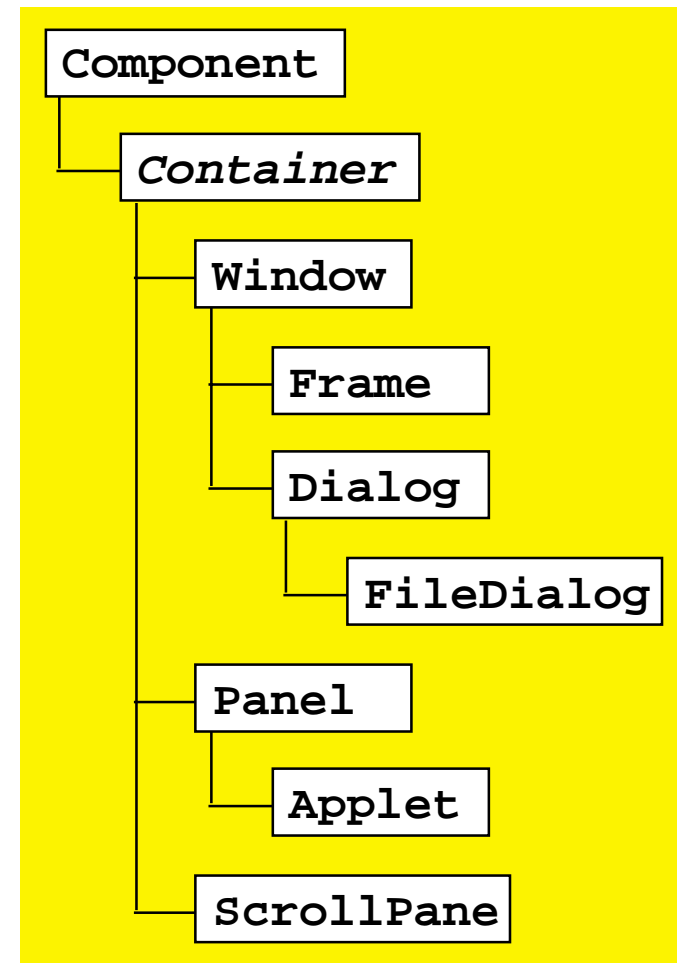 Component
Container
Window
Frame
Dialog
FileDialog
Panel
Applet
ScrollPane